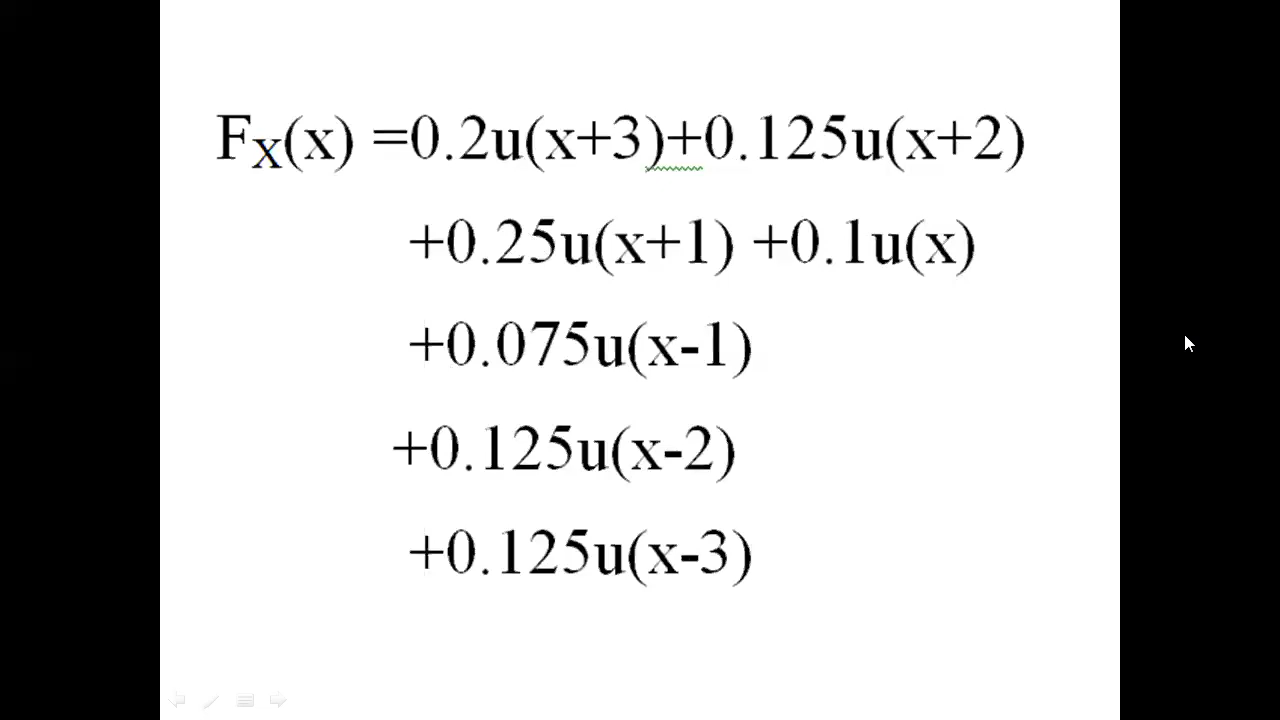 F_X(x) =0.2u(x+3)+0.125u(x+2)
+0.25u(x+1) +0.1u(x)
+0.075u(x-1)
+0.125u(x-2)
+0.125u(x-3)